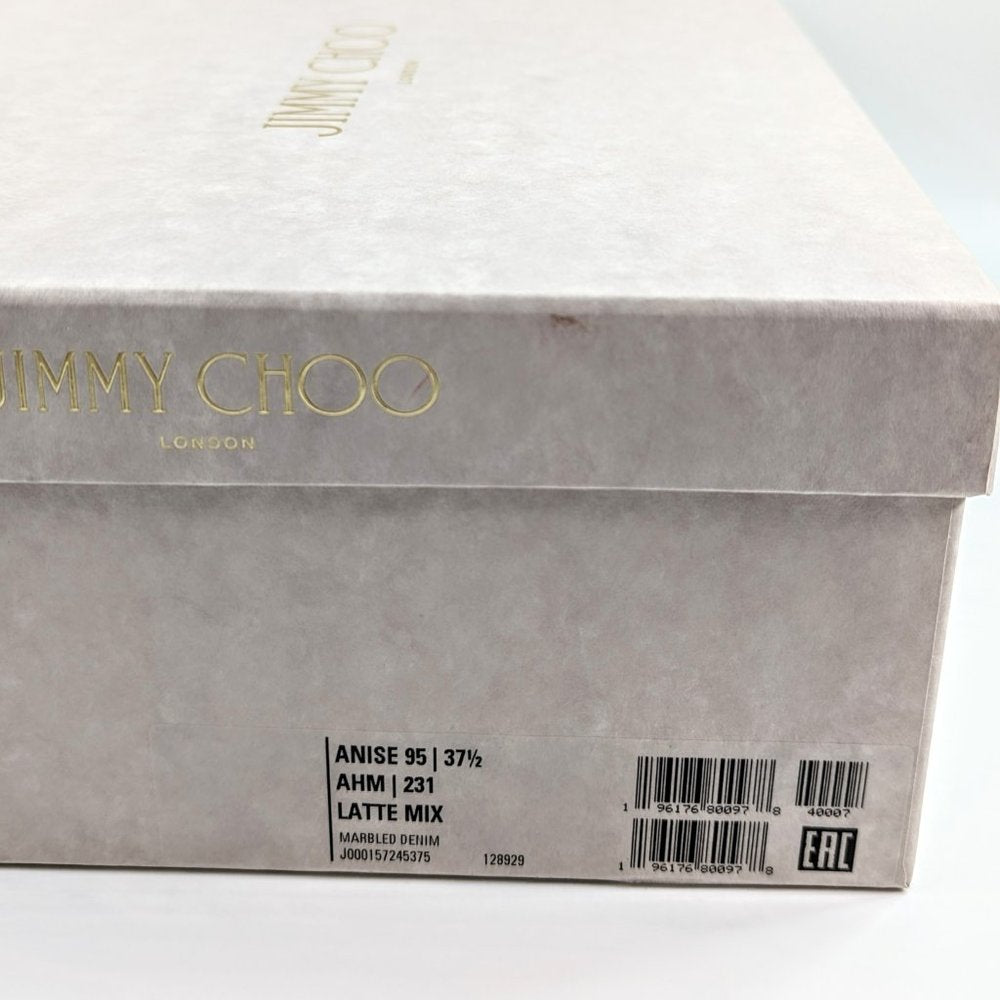 JIMMY CHOO
LONDON
JIMMY CHOO
LONDON
ANISE 95 | 37½
AHM | 231
LATTE MIX
MARBLED DENIM
J000157245375 128929
1 96176 80097 8
40007
1 96176 80097 8
EAC